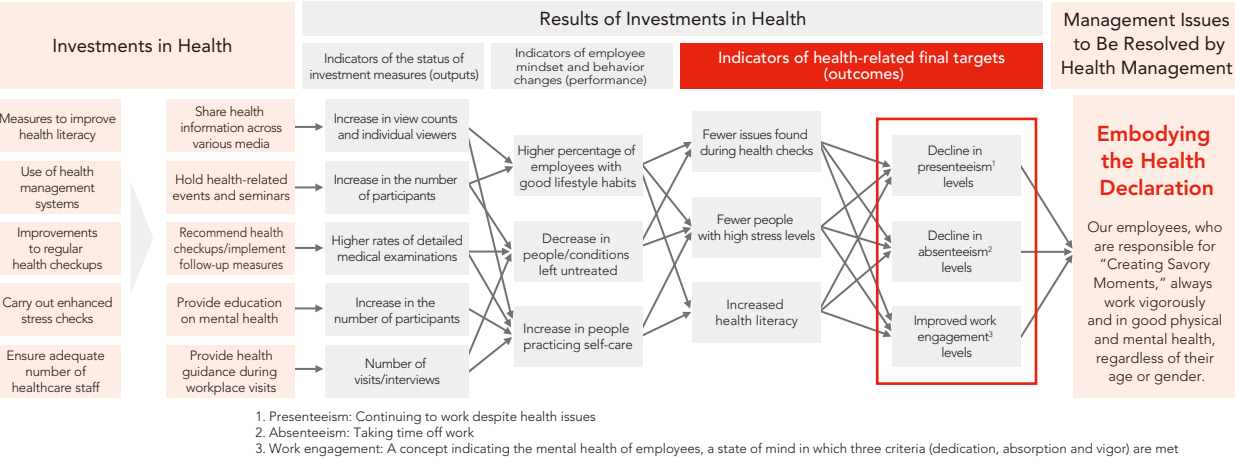 Investments in Health
Results of Investments in Health
Management Issues
to Be Resolved by
Health Management
Indicators of the status of
investment measures (outputs)
Indicators of employee
mindset and behavior
changes (performance)
Indicators of health-related final targets
(outcomes)
Measures to improve
health literacy
Use of health
management
systems
Improvements
to regular
health checkups
Carry out enhanced
stress checks
Ensure adequate
number of
healthcare staff
Share health
information across
various media
Hold health-related
events and seminars
Recommend health
checkups/implement
follow-up measures
Provide education
on mental health
Provide health
guidance during
workplace visits
Increase in view counts
and individual viewers
Increase in the number
of participants
Higher rates of detailed
medical examinations
Increase in the
number of participants
Number of
visits/interviews
Higher percentage of
employees with
good lifestyle habits
Decrease in
people/conditions
left untreated
Increase in people
practicing self-care
Fewer issues found
during health checks
Fewer people
with high stress levels
Increased
health literacy
Decline in
presenteeism1
levels
Decline in
absenteeism2
levels
Improved work
engagement3
levels
Embodying
the Health
Declaration
Our employees, who
are responsible for
“Creating Savory
Moments,” always
work vigorously
and in good physical
and mental health,
regardless of their
age or gender.
1. Presenteeism: Continuing to work despite health issues
2. Absenteeism: Taking time off work
3. Work engagement: A concept indicating the mental health of employees, a state of mind in which three criteria (dedication, absorption and vigor) are met